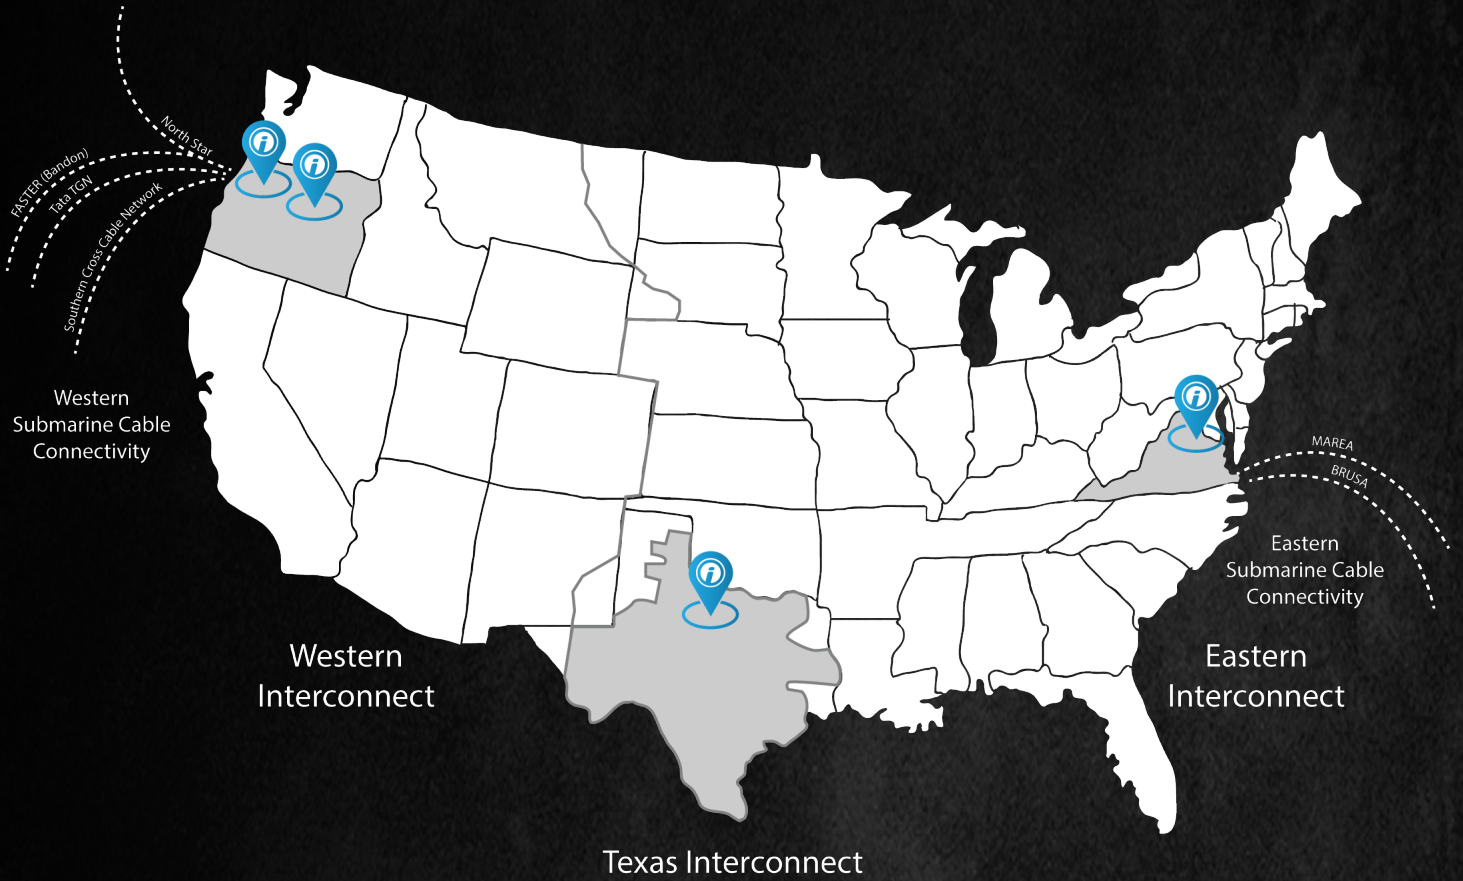 North Star
FASTER (Bandon)
Tata TGN
Southern Cross Cable Network
Western
Submarine Cable
Connectivity
MAREA
BRUSA
Eastern
Submarine Cable
Connectivity
Western
Interconnect
Eastern
Interconnect
Texas Interconnect